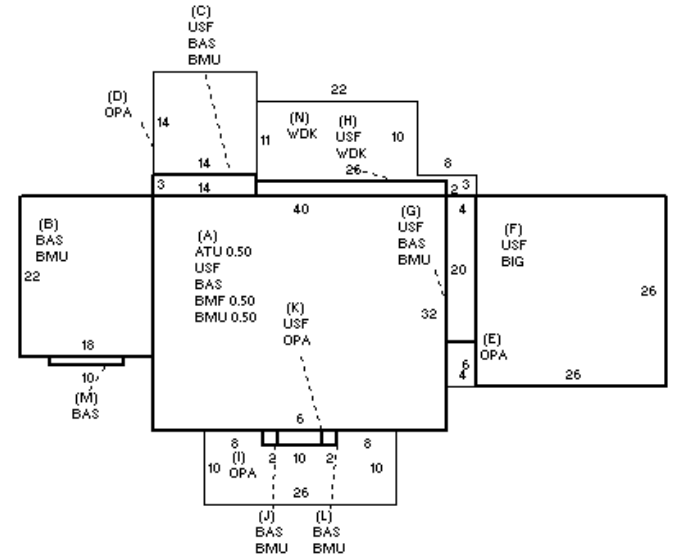 (C)
USF
BAS
BMU
(D)
OPA
14
14
22
(N)
WDK
11
10
(H)
USF
WDK
26
8
3
14
2
3
40
4
(B)
BAS
BMU
22
18
(A)
ATU 0.50
USF
BAS
BMF 0.50
BMU 0.50
(G)
USF
BAS
BMU
20
32
(F)
USF
BIG
26
26
(K)
USF
OPA
(E)
OPA
6
4
10
(M)
BAS
6
8
2
10
2
8
10
(I)
OPA
10
26
(J)
BAS
BMU
(L)
BAS
BMU